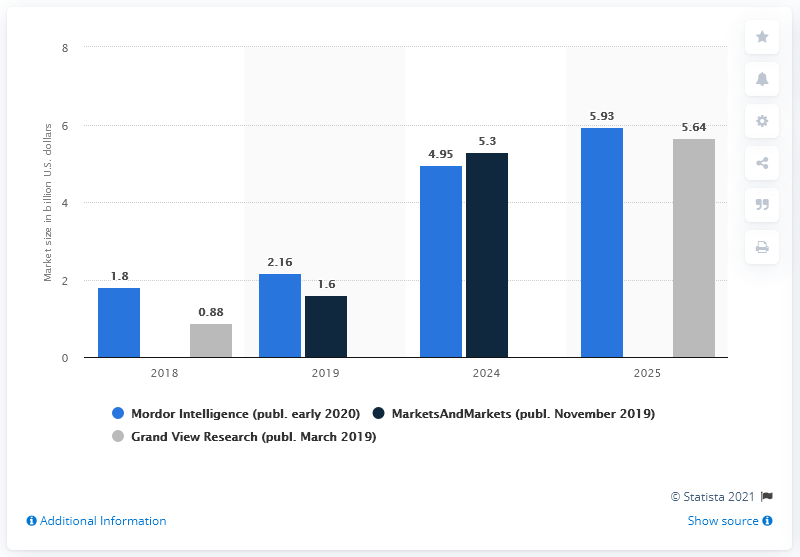 8
6
4
2
0
Market size in billion U.S. dollars
1.8
0.88
2.16
1.6
4.95
5.3
5.93
5.64
2018 2019 2024 2025
Mordor Intelligence (publ. early 2020) MarketsAndMarkets (publ. November 2019)
Grand View Research (publ. March 2019)
© Statista 2021
Additional Information Show source